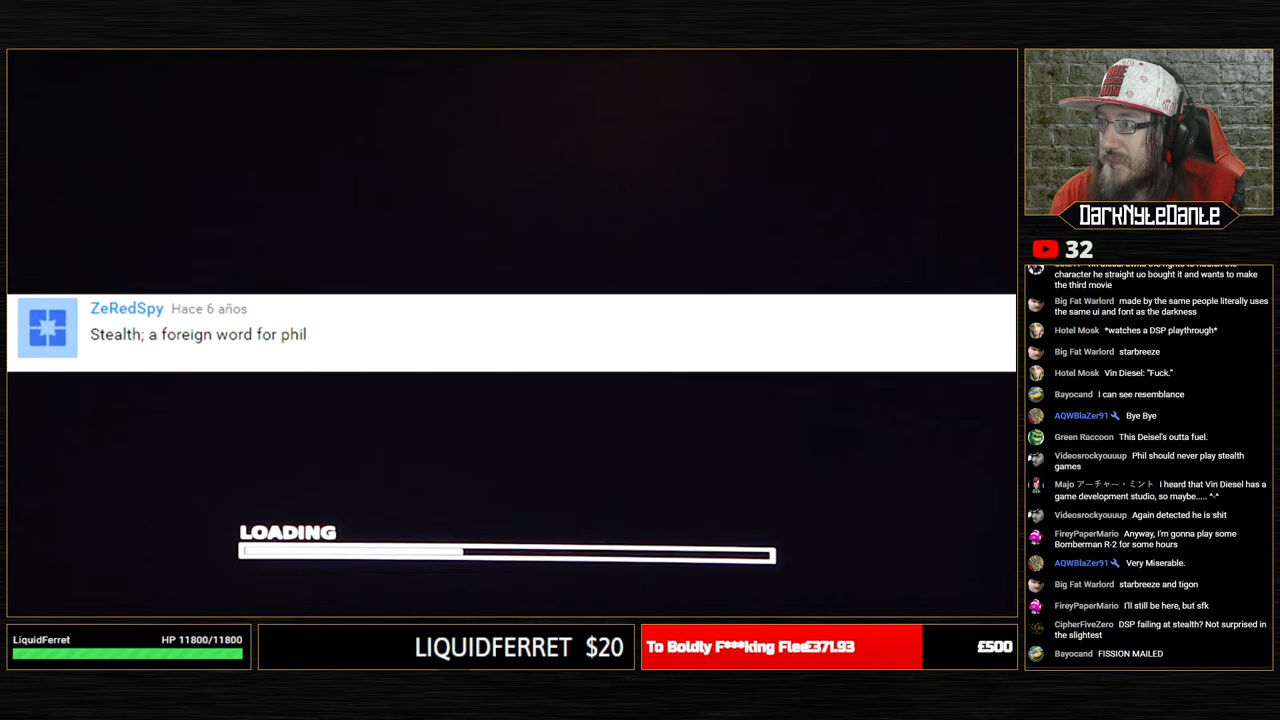 ZeRedSpy Hace 6 años
Stealth; a foreign word for phil
LOADING
DarkNyteDante
32
character he straight uo bought it and wants to make
the third movie
Big Fat Warlord made by the same people literally uses
the same ui and font as the darkness
Hotel Mosk *watches a DSP playthrough*
Big Fat Warlord starbreeze
Hotel Mosk Vin Diesel: "Fuck."
Bayocand I can see resemblance
AQWBlaZer91 Bye Bye
Green Raccoon This Deisel's outta fuel.
Videosrockyouuup Phil should never play stealth
games
Majo アーチャー・ミント I heard that Vin Diesel has a
game development studio, so maybe..... ^-^
Videosrockyouuup Again detected he is shit
FireyPaperMario Anyway, I'm gonna play some
Bomberman R-2 for some hours
AQWBlaZer91 Very Miserable.
Big Fat Warlord starbreeze and tigon
FireyPaperMario I'll still be here, but sfk
CipherFiveZero DSP failing at stealth? Not surprised in
the slightest
Bayocand FISSION MAILED
LiquidFerret HP 11800/11800
LIQUIDFERRET $20
To Boldly F***king Flee£371.93 £500